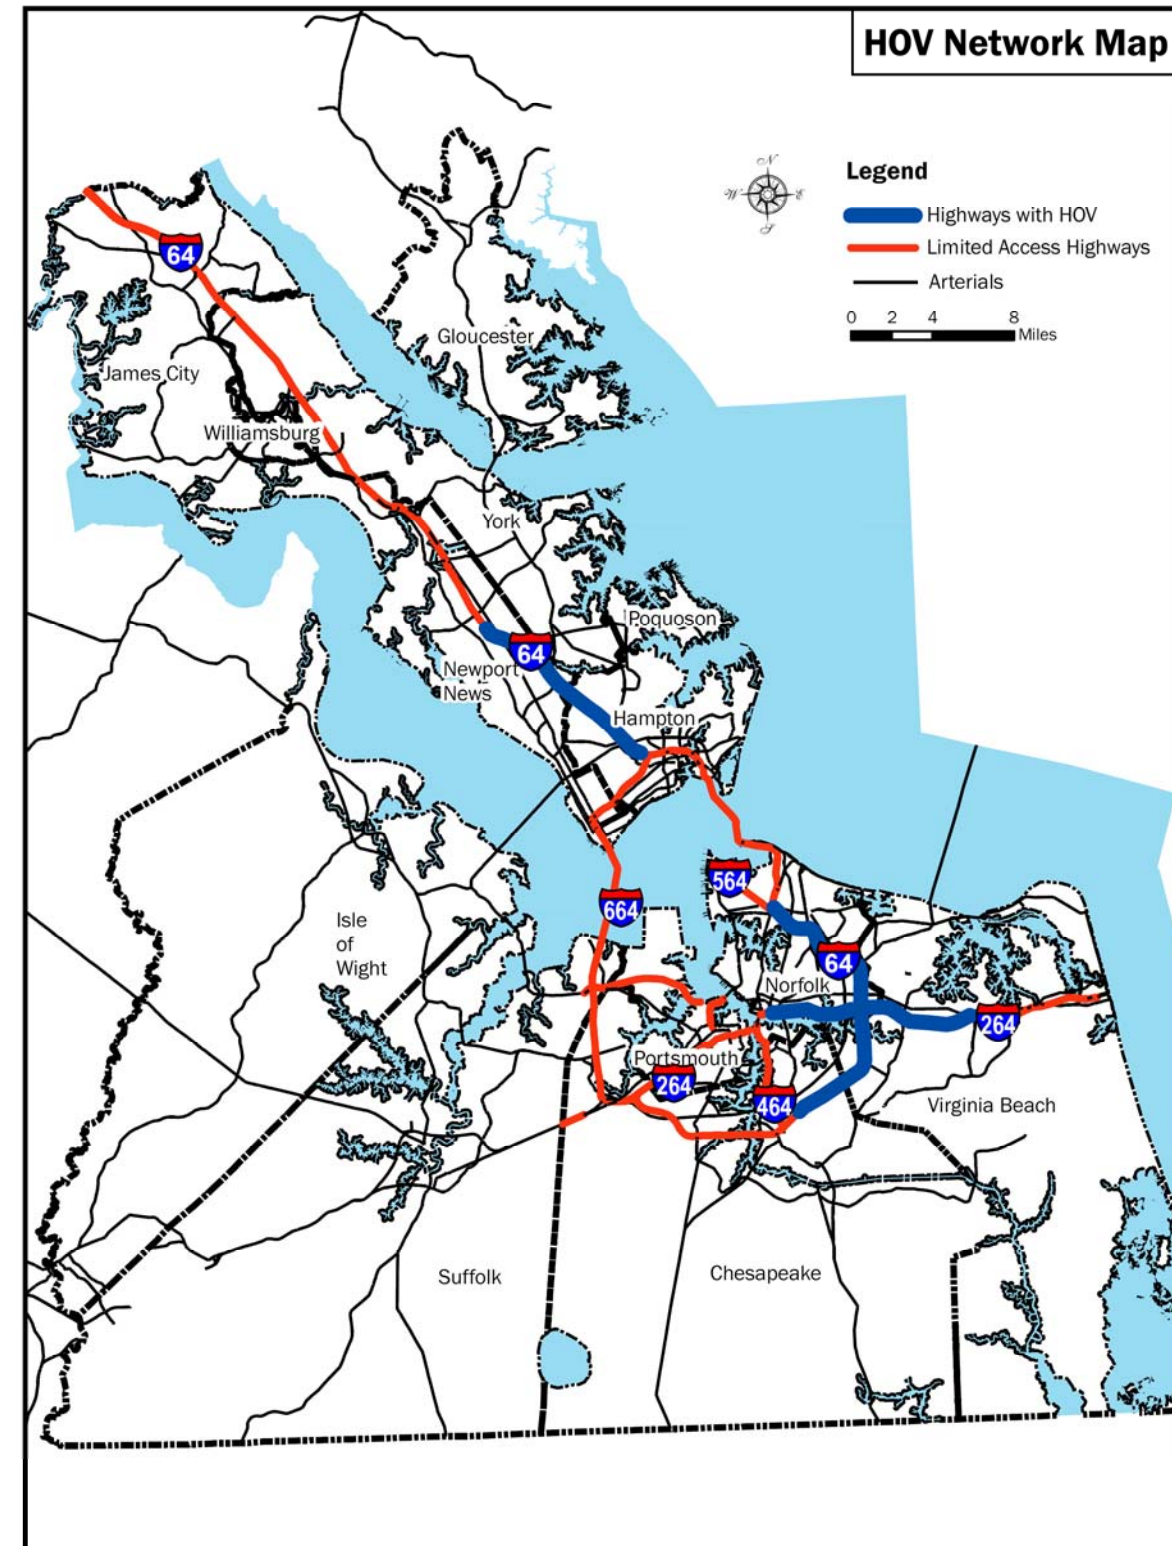 HOV Network Map
N
W
E
S
Legend
Highways with HOV
Limited Access Highways
Arterials
0 2 4 8
Miles
64
Gloucester
James City
Williamsburg
York
Poquoson
64
Newport
News
Hampton
564
664
Isle
of
Wight
64
Norfolk
264
Portsmouth
264
464
Virginia Beach
Suffolk
Chesapeake